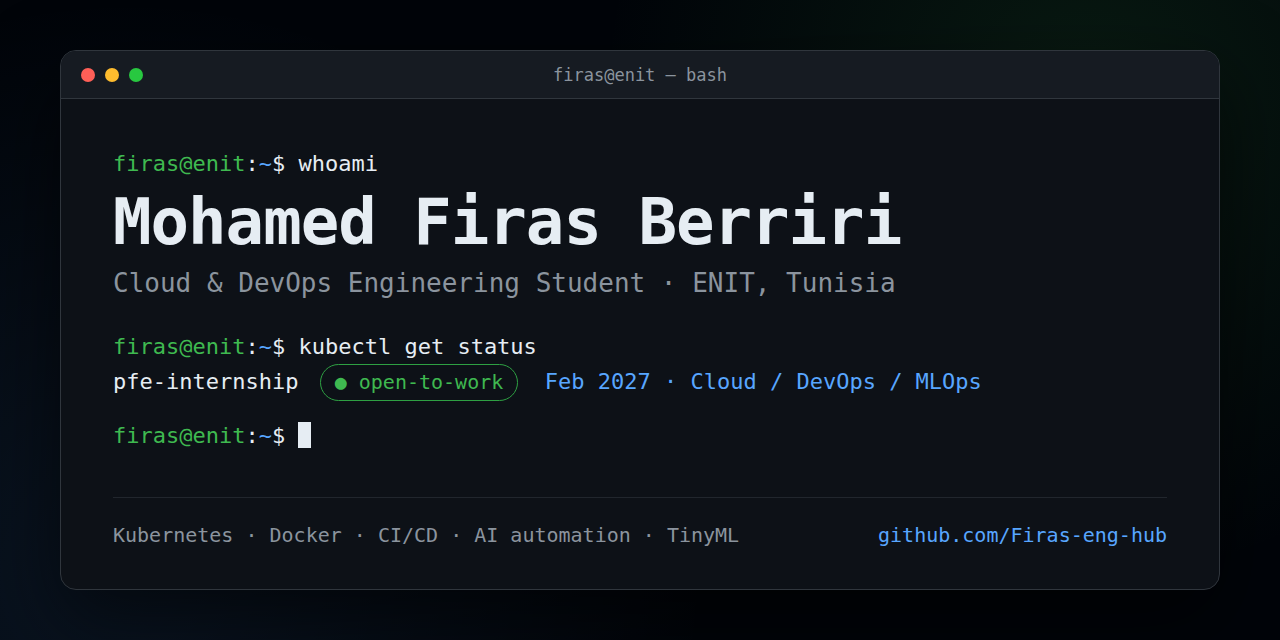 firas@enit — bash
firas@enit:~$ whoami
Mohamed Firas Berriri
Cloud & DevOps Engineering Student · ENIT, Tunisia
firas@enit:~$ kubectl get status
pfe-internship ● open-to-work Feb 2027 · Cloud / DevOps / MLOps
firas@enit:~$
Kubernetes · Docker · CI/CD · AI automation · TinyML github.com/Firas-eng-hub